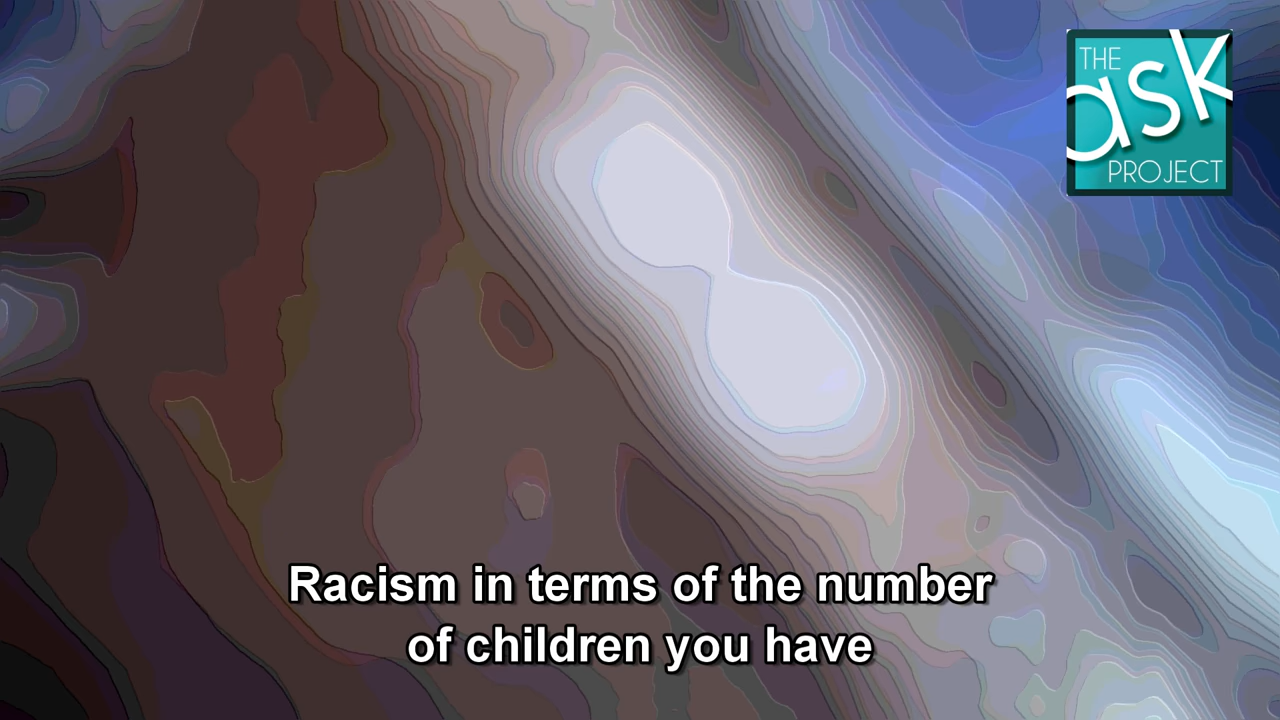 THE
ask
PROJECT
Racism in terms of the number
of children you have